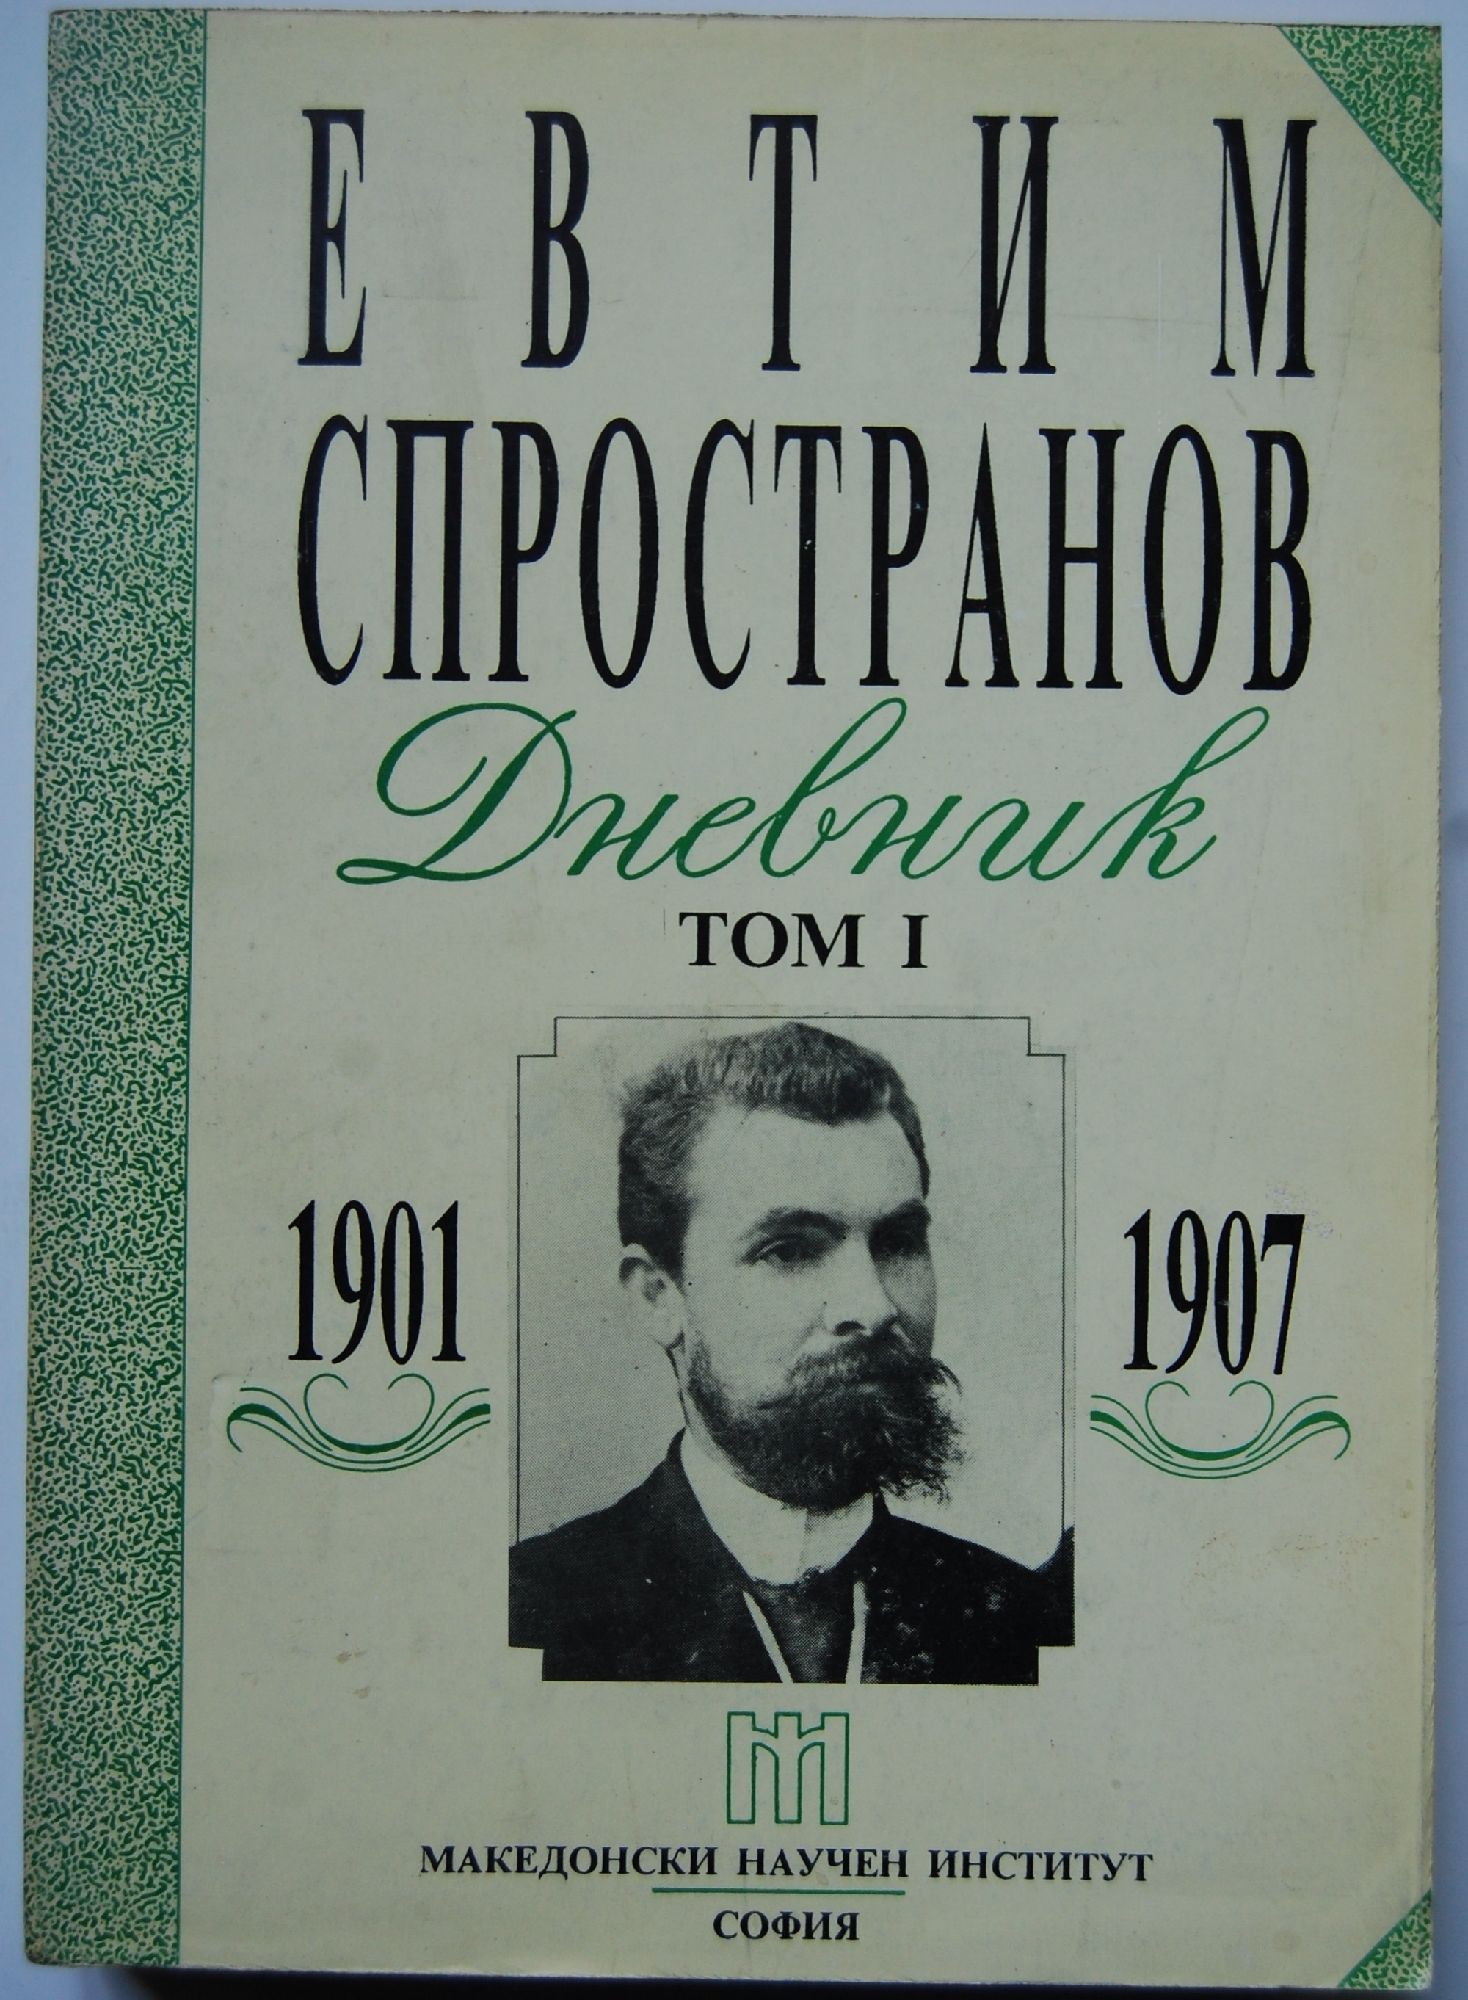 ЕВТИМ
СПРОСТРАНОВ
Дневник
ТОМ I
1901 1907
МАКЕДОНСКИ НАУЧЕН ИНСТИТУТ
СОФИЯ